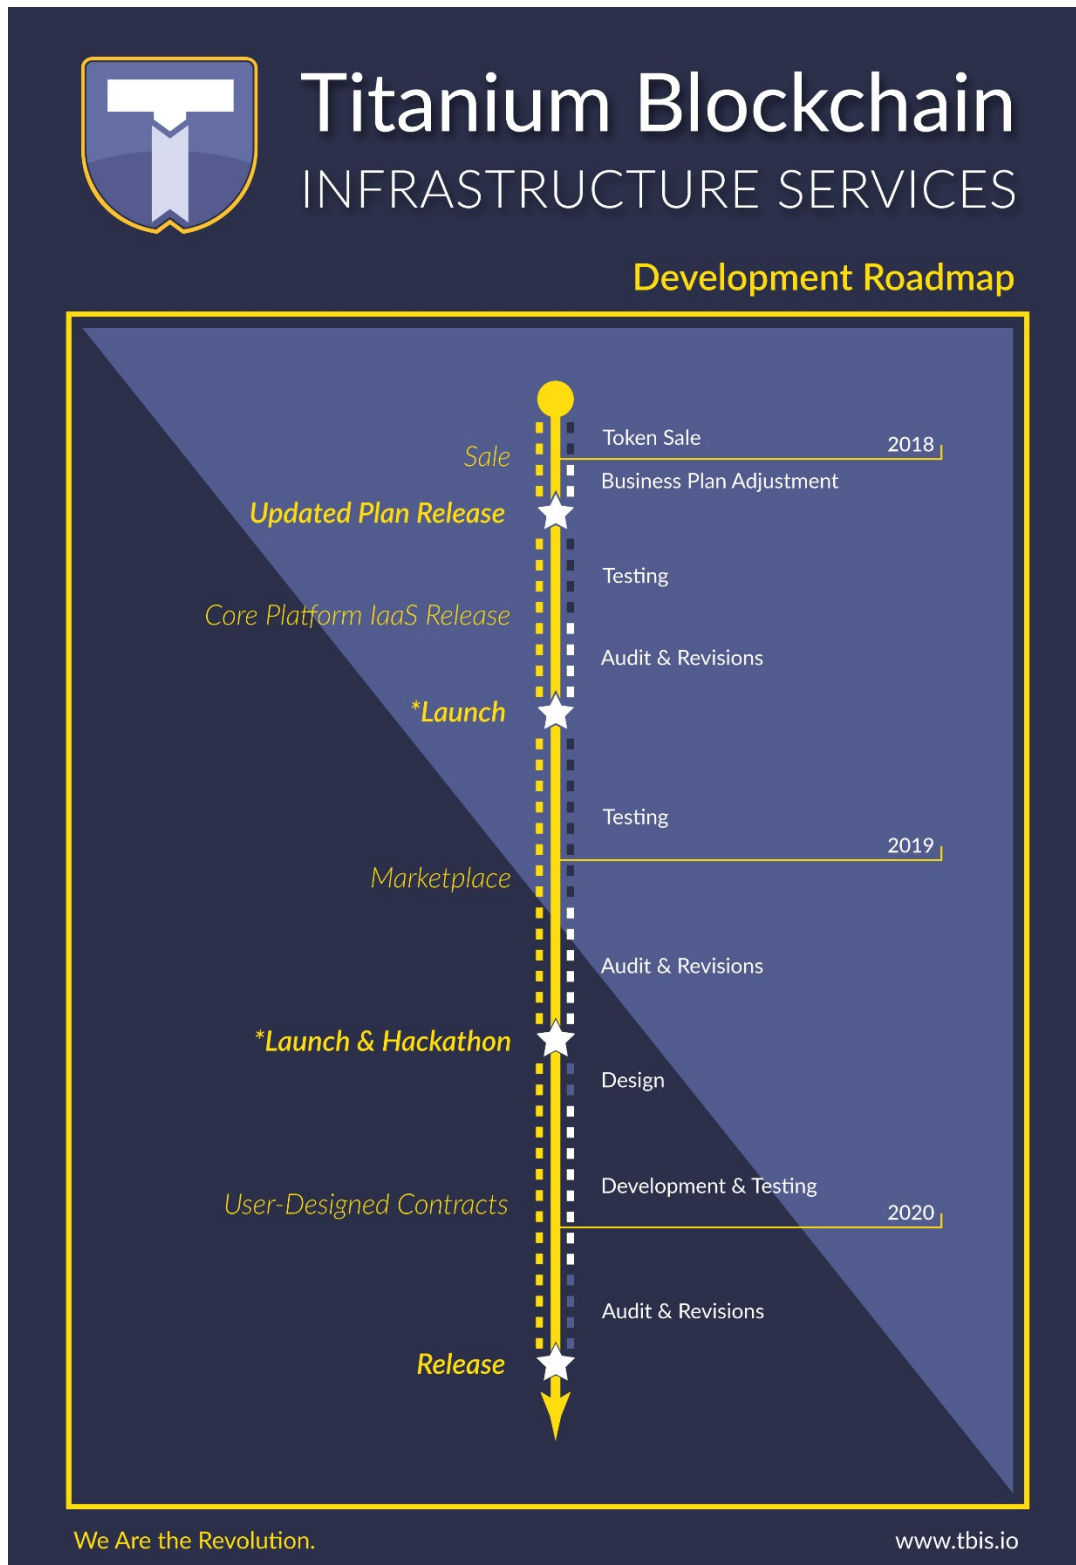 Titanium Blockchain
INFRASTRUCTURE SERVICES
Development Roadmap
Token Sale
2018
Sale
Business Plan Adjustment
Updated Plan Release
Testing
Core Platform IaaS Release
Audit & Revisions
*Launch
Testing
2019
Marketplace
Audit & Revisions
*Launch & Hackathon
Design
Development & Testing
User-Designed Contracts
2020
Audit & Revisions
Release
We Are the Revolution.
www.tbis.io